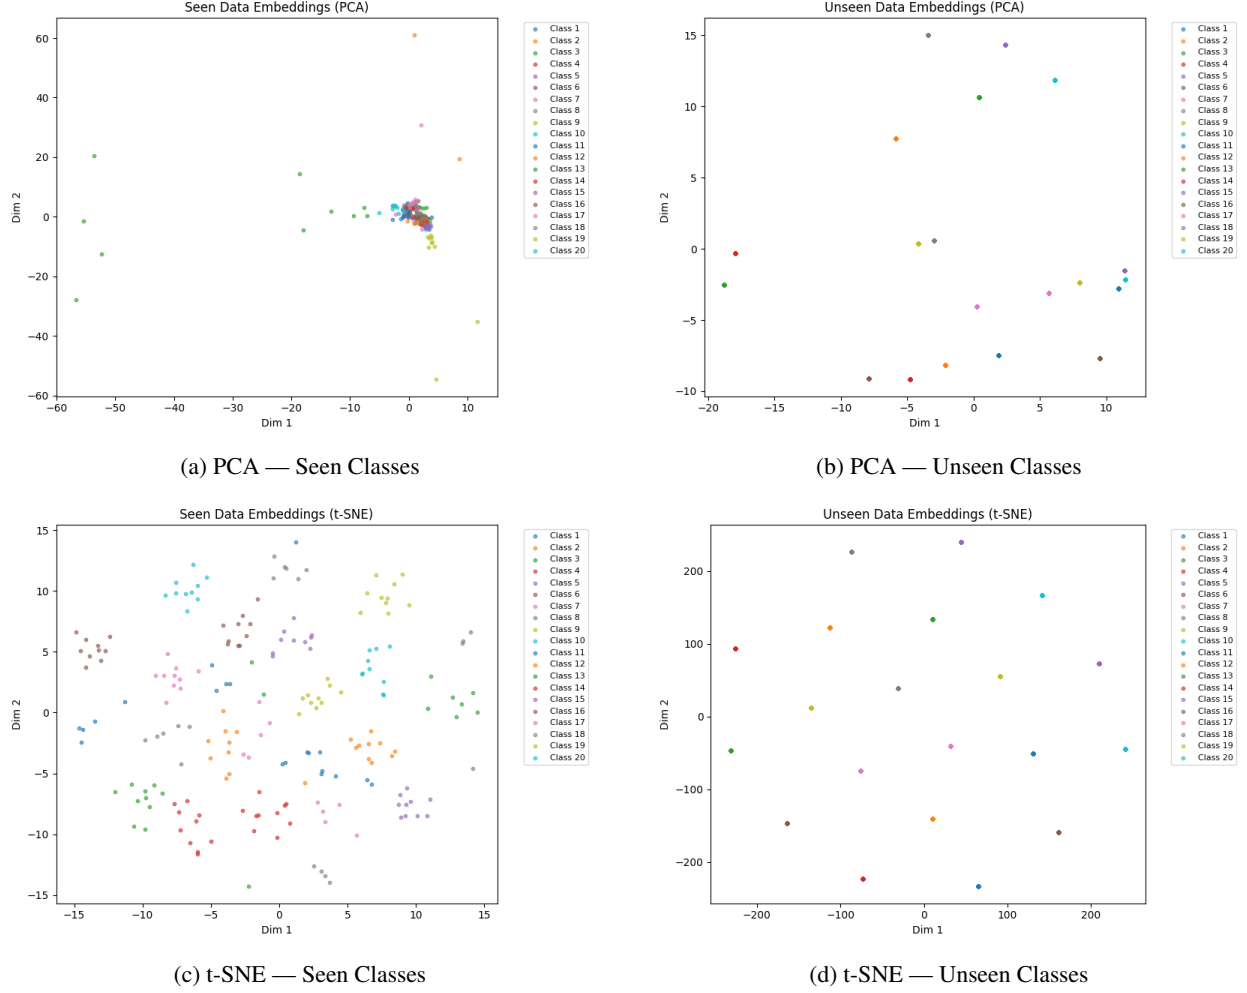 Seen Data Embeddings (PCA)
60
40
20
0
−20
−40
−60
Dim 2
−60 −50 −40 −30 −20 −10 0 10
Dim 1
Class 1
Class 2
Class 3
Class 4
Class 5
Class 6
Class 7
Class 8
Class 9
Class 10
Class 11
Class 12
Class 13
Class 14
Class 15
Class 16
Class 17
Class 18
Class 19
Class 20
(a) PCA — Seen Classes
Unseen Data Embeddings (PCA)
15
10
5
0
−5
−10
Dim 2
−20 −15 −10 −5 0 5 10
Dim 1
Class 1
Class 2
Class 3
Class 4
Class 5
Class 6
Class 7
Class 8
Class 9
Class 10
Class 11
Class 12
Class 13
Class 14
Class 15
Class 16
Class 17
Class 18
Class 19
Class 20
(b) PCA — Unseen Classes
Seen Data Embeddings (t-SNE)
15
10
5
0
−5
−10
−15
Dim 2
−15 −10 −5 0 5 10 15
Dim 1
Class 1
Class 2
Class 3
Class 4
Class 5
Class 6
Class 7
Class 8
Class 9
Class 10
Class 11
Class 12
Class 13
Class 14
Class 15
Class 16
Class 17
Class 18
Class 19
Class 20
(c) t-SNE — Seen Classes
Unseen Data Embeddings (t-SNE)
200
100
0
−100
−200
Dim 2
−200 −100 0 100 200
Dim 1
Class 1
Class 2
Class 3
Class 4
Class 5
Class 6
Class 7
Class 8
Class 9
Class 10
Class 11
Class 12
Class 13
Class 14
Class 15
Class 16
Class 17
Class 18
Class 19
Class 20
(d) t-SNE — Unseen Classes